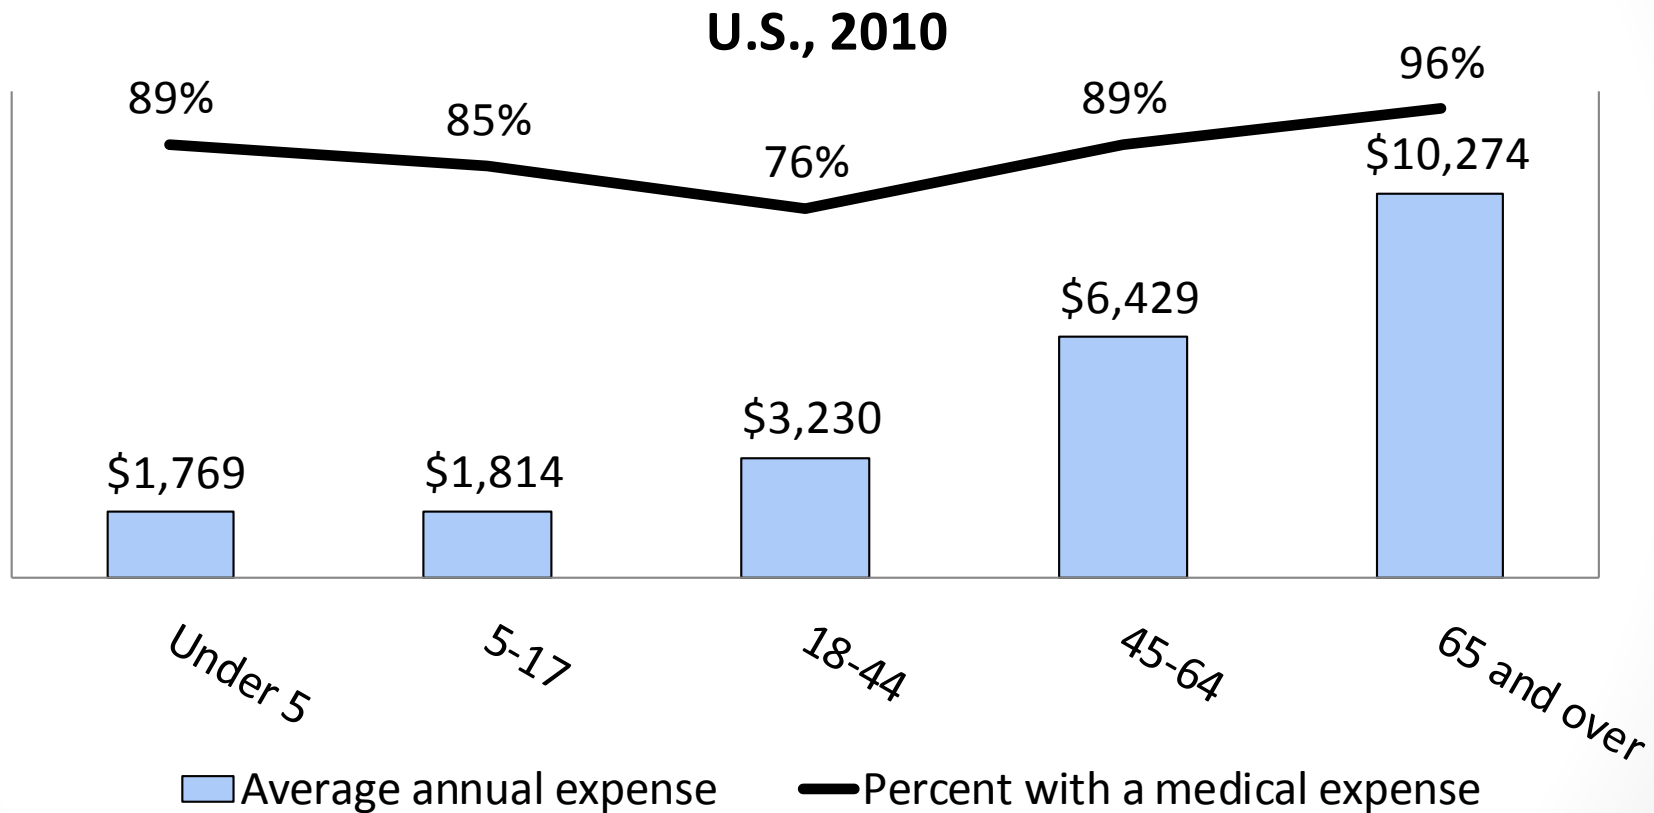 U.S., 2010
89%
85%
76%
89%
96%
$1,769
$1,814
$3,230
$6,429
$10,274
Under 5
5-17
18-44
45-64
65 and over
Average annual expense
Percent with a medical expense